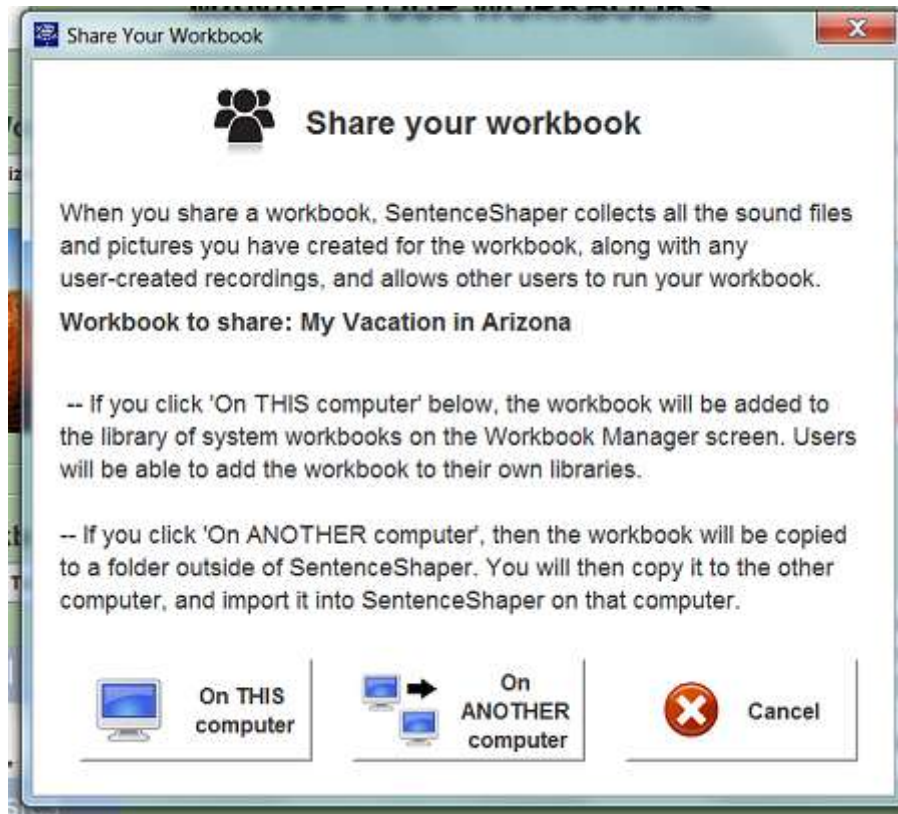 MANAGE YOUR WORKBOOKS
Share Your Workbook
Share your workbook
When you share a workbook, SentenceShaper collects all the sound files
and pictures you have created for the workbook, along with any
user-created recordings, and allows other users to run your workbook.
Workbook to share: My Vacation in Arizona
-- If you click 'On THIS computer' below, the workbook will be added to
the library of system workbooks on the Workbook Manager screen. Users
will be able to add the workbook to their own libraries.
-- If you click 'On ANOTHER computer', then the workbook will be copied
to a folder outside of SentenceShaper. You will then copy it to the other
computer, and import it into SentenceShaper on that computer.
On THIS
computer
On
ANOTHER
computer
Cancel